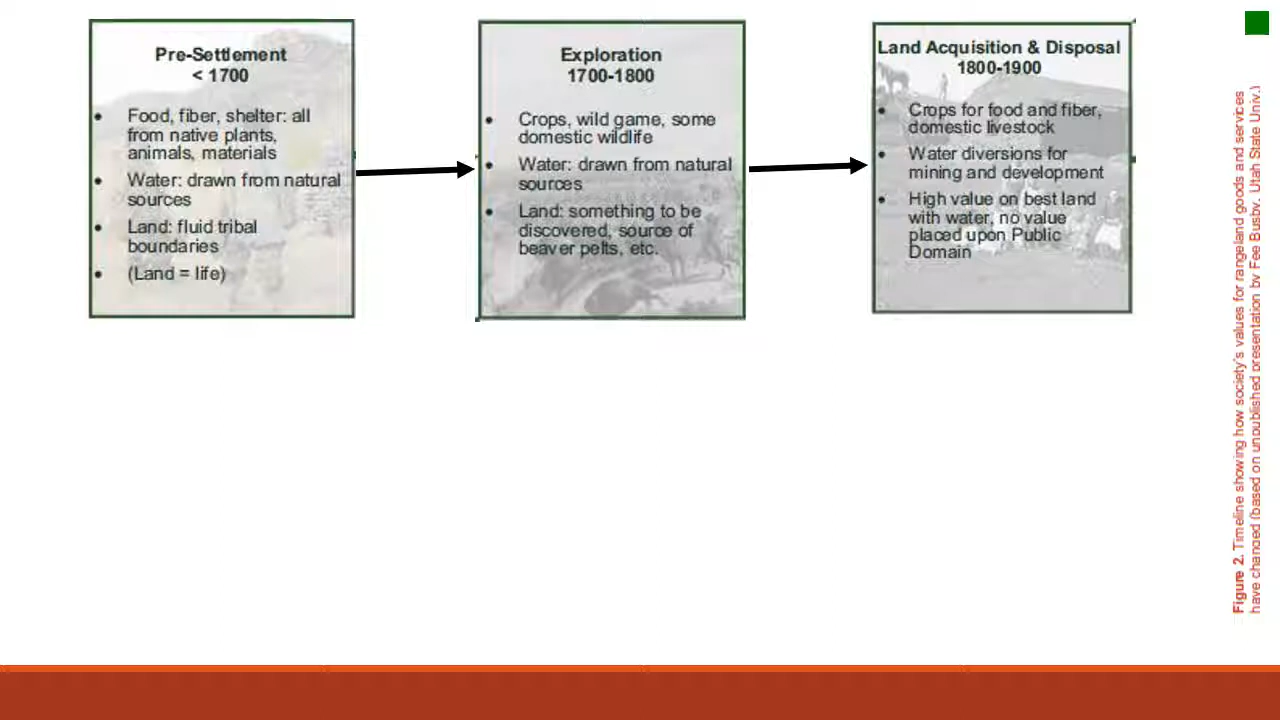 Pre-Settlement
< 1700
• Food, fiber, shelter: all
from native plants,
animals, materials
• Water: drawn from natural
sources
• Land: fluid tribal
boundaries
• (Land = life)
Exploration
1700-1800
• Crops, wild game, some
domestic wildlife
• Water: drawn from natural
sources
• Land: something to be
discovered, source of
beaver pelts, etc.
Land Acquisition & Disposal
1800-1900
• Crops for food and fiber,
domestic livestock
• Water diversions for
mining and development
• High value on best land
with water, no value
placed upon Public
Domain
Figure 2. Timeline showing how society's values for rangeland goods and services
have changed (based on unpublished presentation by Fee Busby, Utah State Univ.)